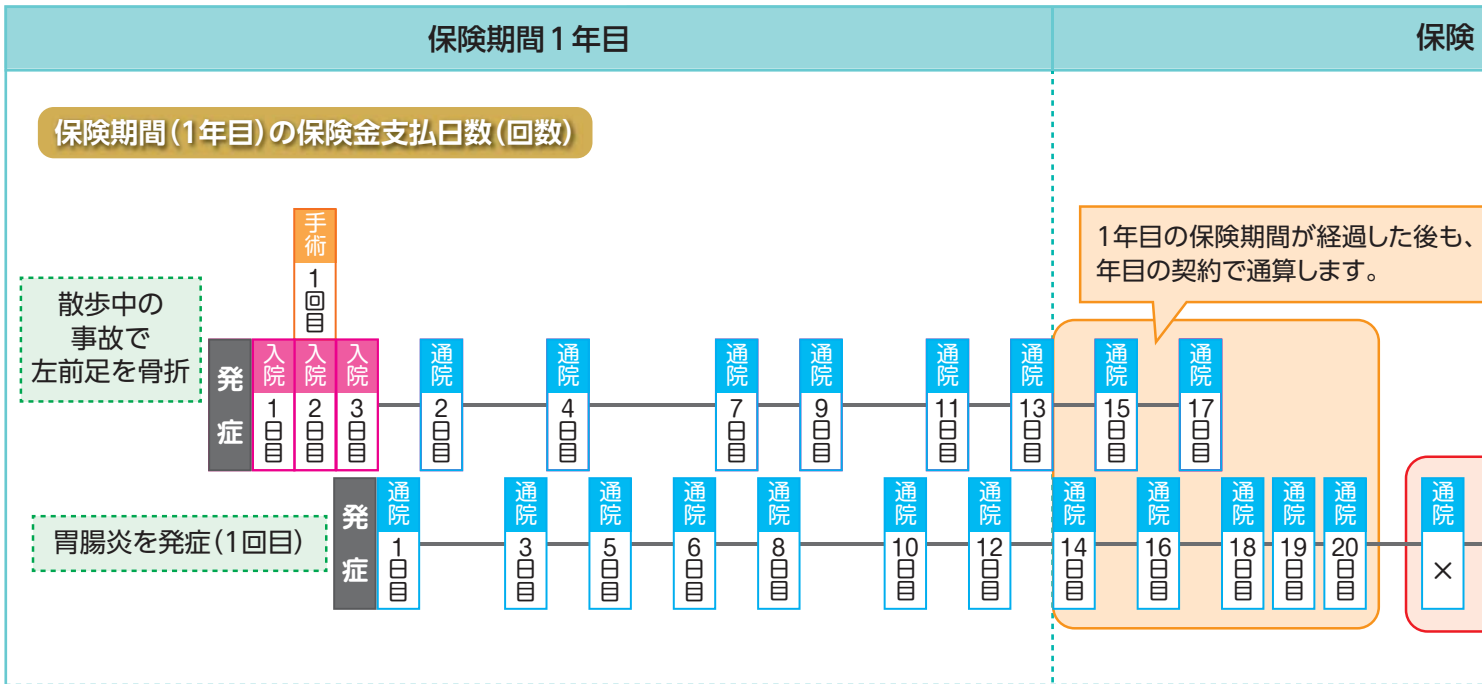 保険期間1年目
保険
保険期間(1年目)の保険金支払日数(回数)
1年目の保険期間が経過した後も、
年目の契約で通算します。
手術
1回目
散歩中の
事故で
左前足を骨折
発症
入院
1日目
入院
2日目
入院
3日目
通院
2日目
通院
4日目
通院
7日目
通院
9日目
通院
11日目
通院
13日目
通院
15日目
通院
17日目
胃腸炎を発症(1回目)
発症
通院
1日目
通院
3日目
通院
5日目
通院
6日目
通院
8日目
通院
10日目
通院
12日目
通院
14日目
通院
16日目
通院
18日目
通院
19日目
通院
20日目
通院
×